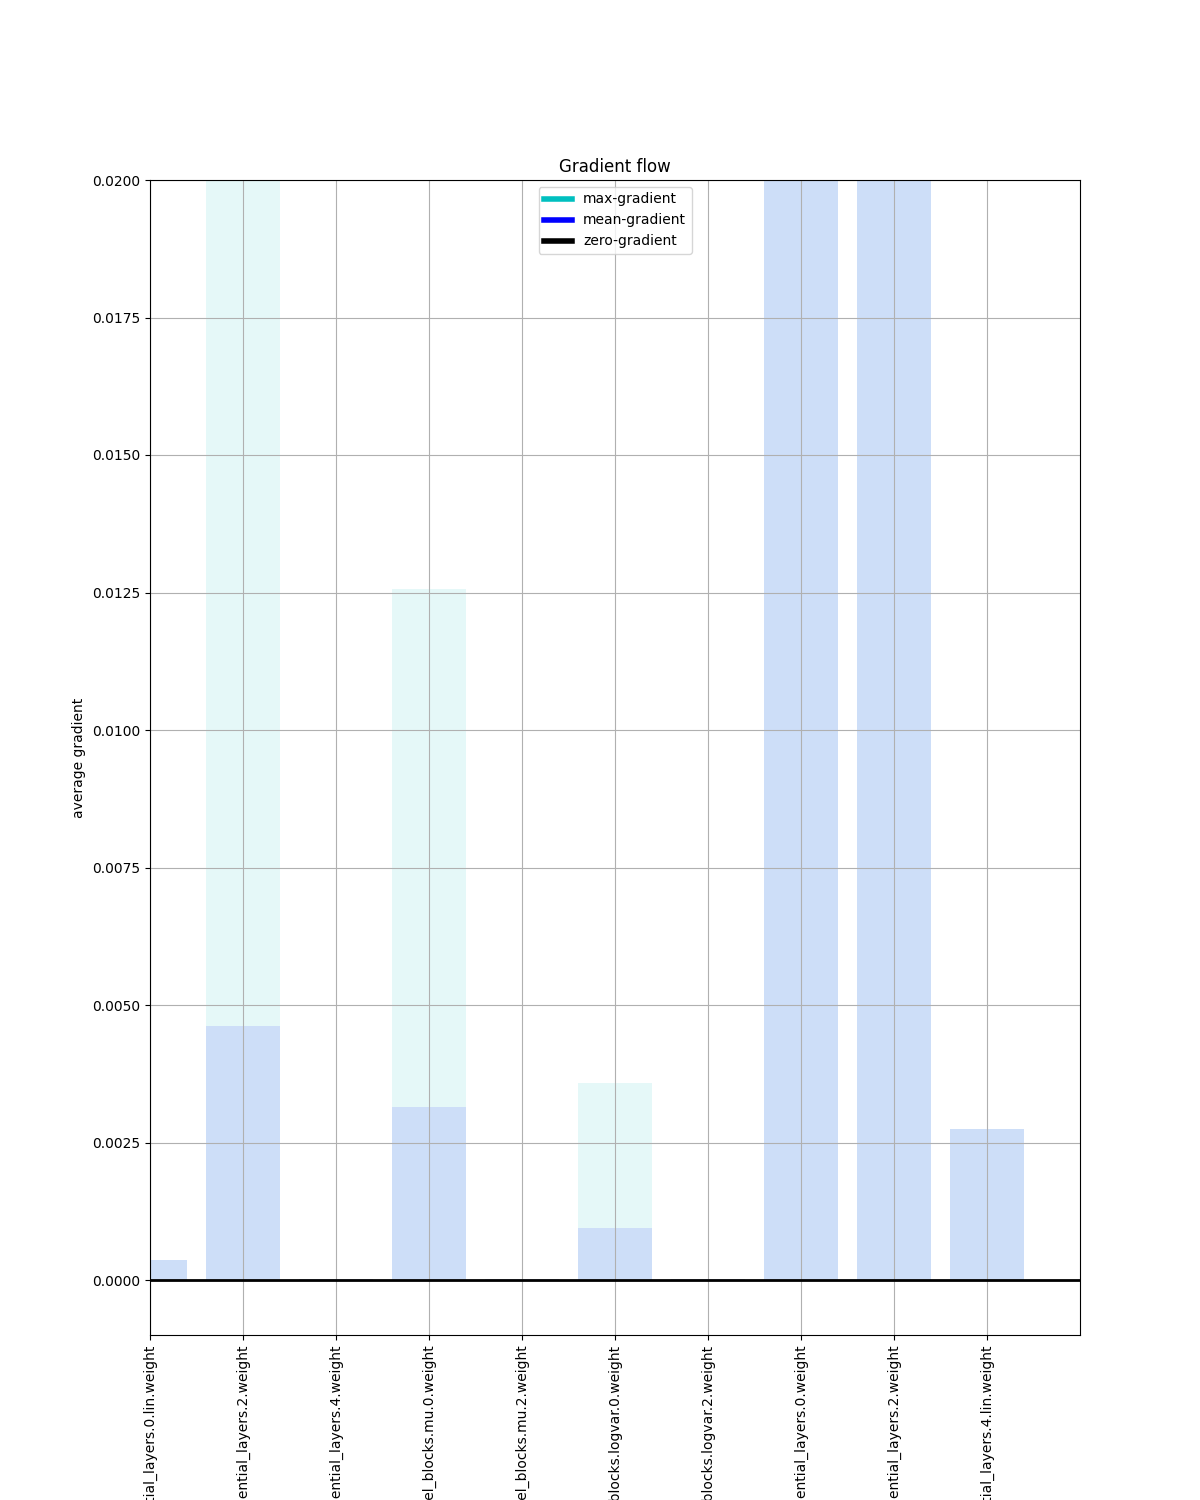 Gradient flow
max-gradient
mean-gradient
zero-gradient
0.0200
0.0175
0.0150
0.0125
0.0100
0.0075
0.0050
0.0025
0.0000
average gradient
tial_layers.0.lin.weight
ential_layers.2.weight
ential_layers.4.weight
el_blocks.mu.0.weight
el_blocks.mu.2.weight
blocks.logvar.0.weight
blocks.logvar.2.weight
ential_layers.0.weight
ential_layers.2.weight
tial_layers.4.lin.weight